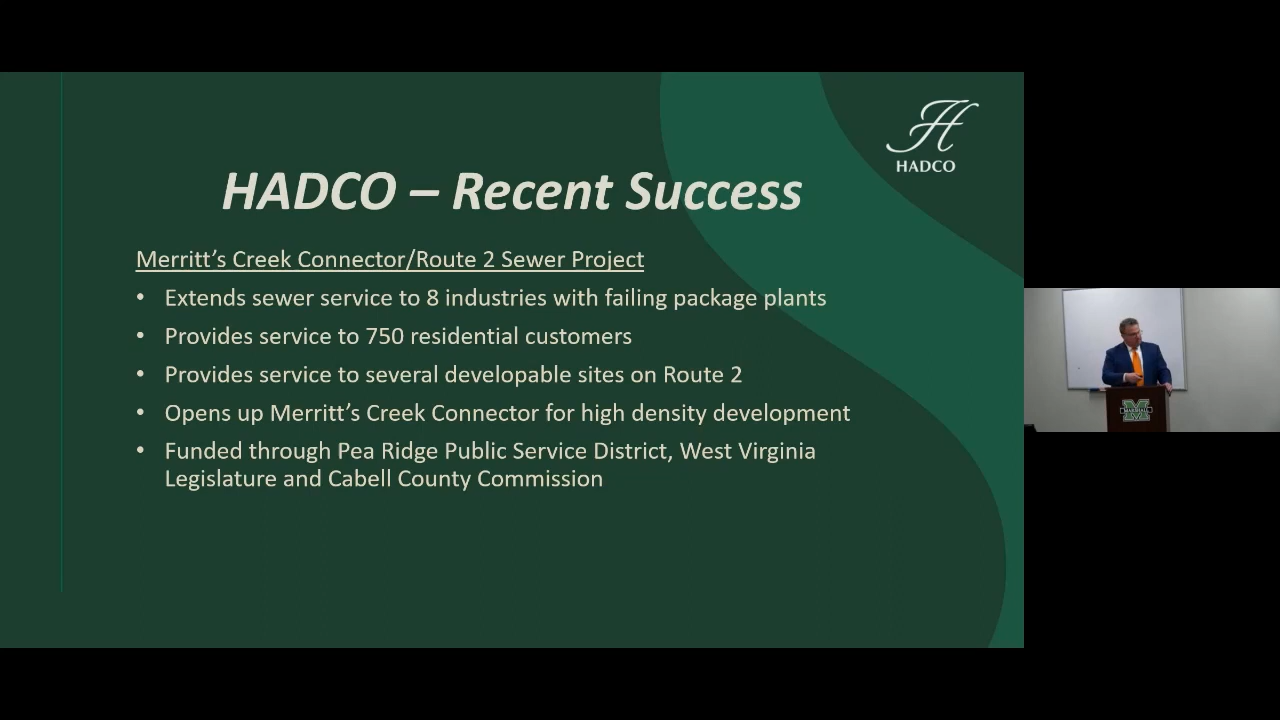 H
HADCO
HADCO – Recent Success
Merritt’s Creek Connector/Route 2 Sewer Project
• Extends sewer service to 8 industries with failing package plants
• Provides service to 750 residential customers
• Provides service to several developable sites on Route 2
• Opens up Merritt’s Creek Connector for high density development
• Funded through Pea Ridge Public Service District, West Virginia
Legislature and Cabell County Commission
M
MARSHALL